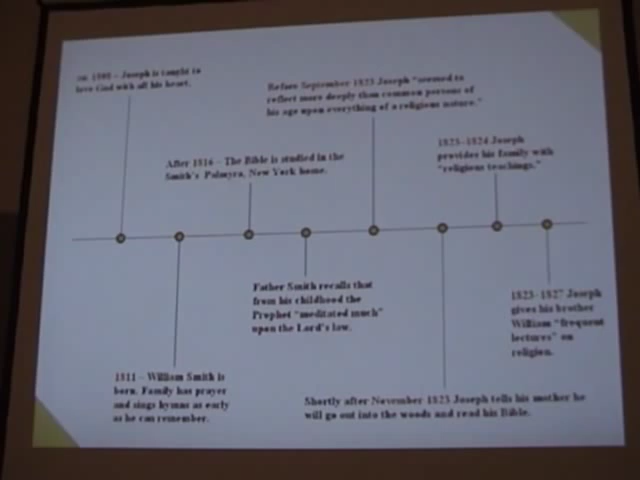 ca. 1808 – Joseph is taught to
love God with all his heart.
Before September 1823 Joseph "seemed to
reflect more deeply than common persons of
his age upon everything of a religious nature."
After 1816 – The Bible is studied in the
Smith's Palmyra, New York home.
1823–1824 Joseph
provides his family with
"religious teachings."
Father Smith recalls that
from his childhood the
Prophet "meditated much"
upon the Lord's law.
1823–1827 Joseph
gives his brother
William "frequent
lectures" on
religion.
1811 – William Smith is
born. Family has prayer
and sings hymns as early
as he can remember.
Shortly after November 1823 Joseph tells his mother he
will go out into the woods and read his Bible.